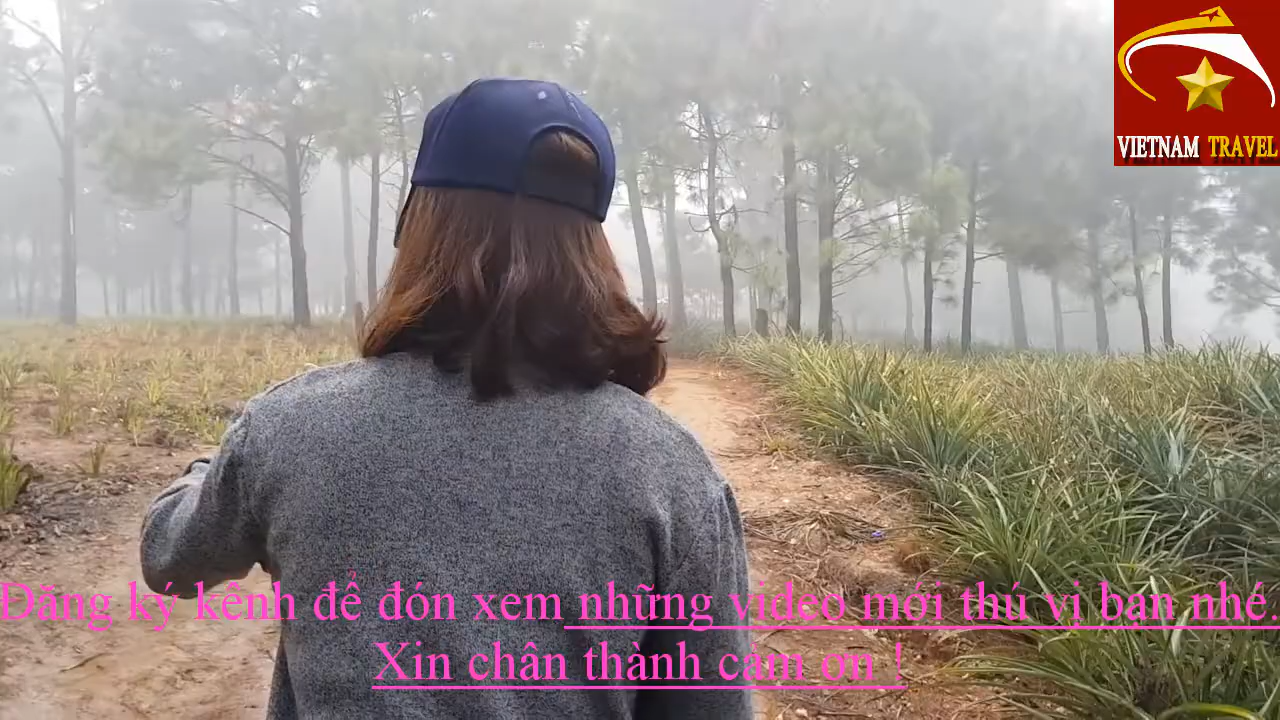 VIETNAM TRAVEL
Đăng ký kênh để đón xem những video mới thú vị bạn nhé.
Xin chân thành cảm ơn !